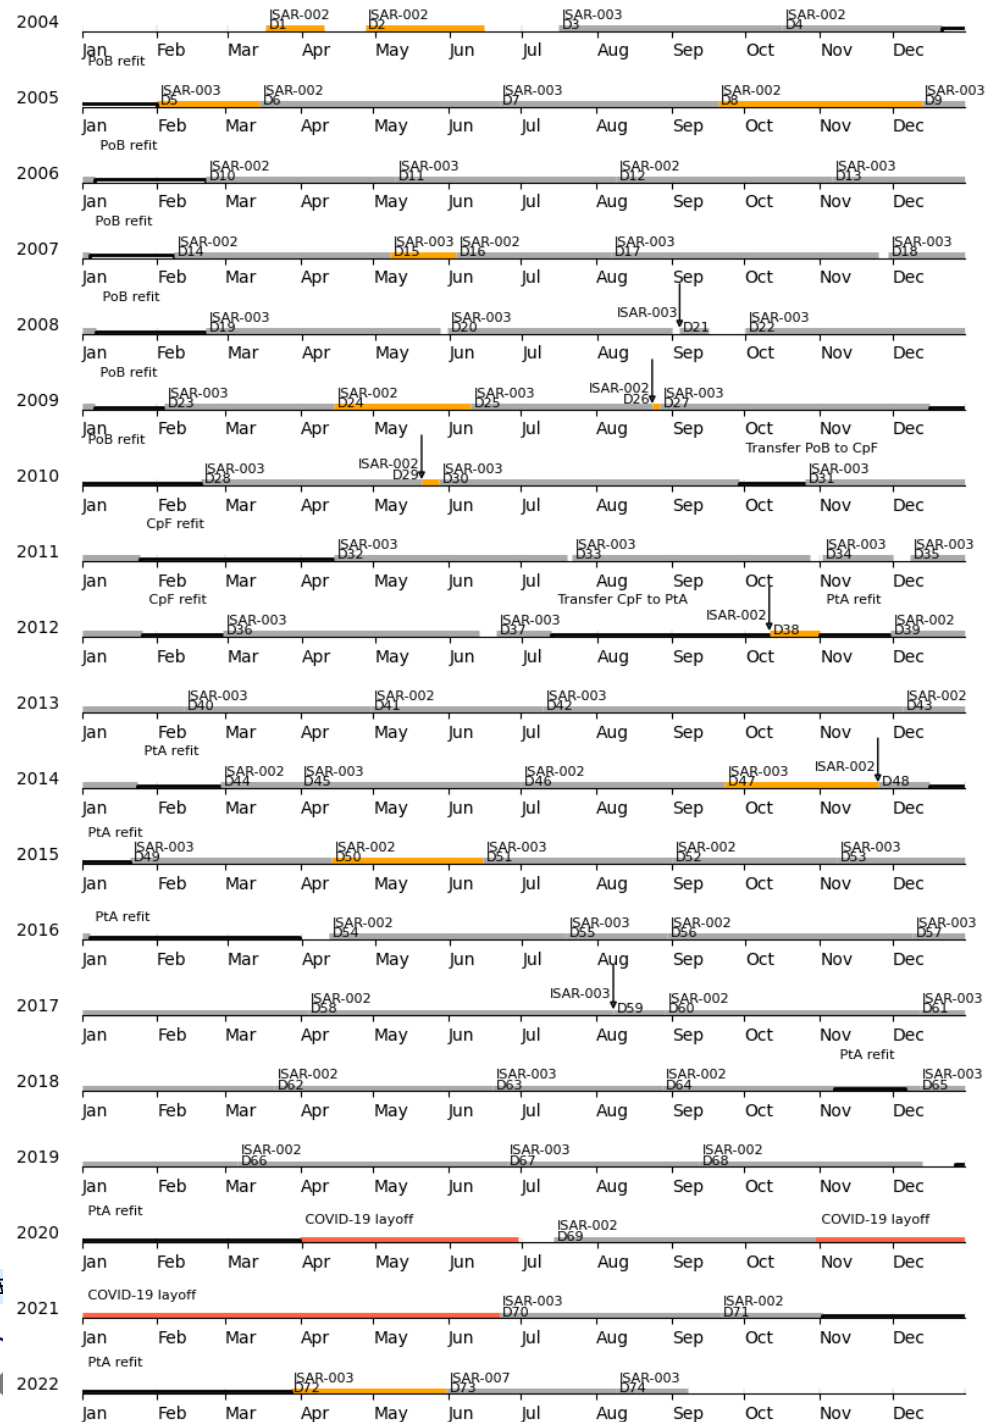 ISAR-002 ISAR-002 ISAR-003 ISAR-002
2004 D1 D2 D3 D4
Jan Feb Mar Apr May Jun Jul Aug Sep Oct Nov Dec
PoB refit
ISAR-003 ISAR-002 ISAR-003 ISAR-002 ISAR-003
2005 D5 D6 D7 D8 D9
Jan Feb Mar Apr May Jun Jul Aug Sep Oct Nov Dec
PoB refit
ISAR-002 ISAR-003 ISAR-002 ISAR-003
2006 D10 D11 D12 D13
Jan Feb Mar Apr May Jun Jul Aug Sep Oct Nov Dec
PoB refit
ISAR-002 ISAR-003 ISAR-002 ISAR-003 ISAR-003
2007 D14 D15 D16 D17 D18
Jan Feb Mar Apr May Jun Jul Aug Sep Oct Nov Dec
PoB refit
ISAR-003 ISAR-003 ISAR-003 ISAR-003
2008 D19 D20 D21 D22
Jan Feb Mar Apr May Jun Jul Aug Sep Oct Nov Dec
PoB refit
ISAR-003 ISAR-002 ISAR-003 ISAR-002 ISAR-003
2009 D23 D24 D25 D26 D27
Jan Feb Mar Apr May Jun Jul Aug Sep Oct Nov Dec
PoB refit Transfer PoB to CpF
ISAR-003 ISAR-002 ISAR-003 ISAR-003
2010 D28 D29 D30 D31
Jan Feb Mar Apr May Jun Jul Aug Sep Oct Nov Dec
CpF refit
ISAR-003 ISAR-003 ISAR-003 ISAR-003
2011 D32 D33 D34 D35
Jan Feb Mar Apr May Jun Jul Aug Sep Oct Nov Dec
CpF refit Transfer CpF to PtA PtA refit
ISAR-003 ISAR-003 ISAR-002 ISAR-002
2012 D36 D37 D38 D39
Jan Feb Mar Apr May Jun Jul Aug Sep Oct Nov Dec
ISAR-003 ISAR-002 ISAR-003 ISAR-002
2013 D40 D41 D42 D43
Jan Feb Mar Apr May Jun Jul Aug Sep Oct Nov Dec
PtA refit
ISAR-002 ISAR-003 ISAR-002 ISAR-003 ISAR-002
2014 D44 D45 D46 D47 D48
Jan Feb Mar Apr May Jun Jul Aug Sep Oct Nov Dec
PtA refit
ISAR-003 ISAR-002 ISAR-003 ISAR-002 ISAR-003
2015 D49 D50 D51 D52 D53
Jan Feb Mar Apr May Jun Jul Aug Sep Oct Nov Dec
PtA refit
ISAR-002 ISAR-003 ISAR-002 ISAR-003
2016 D54 D55 D56 D57
Jan Feb Mar Apr May Jun Jul Aug Sep Oct Nov Dec
ISAR-002 ISAR-003 ISAR-002 ISAR-003
2017 D58 D59 D60 D61
Jan Feb Mar Apr May Jun Jul Aug Sep Oct Nov Dec
PtA refit
ISAR-002 ISAR-003 ISAR-002 ISAR-003
2018 D62 D63 D64 D65
Jan Feb Mar Apr May Jun Jul Aug Sep Oct Nov Dec
ISAR-002 ISAR-003 ISAR-002
2019 D66 D67 D68
Jan Feb Mar Apr May Jun Jul Aug Sep Oct Nov Dec
PtA refit COVID-19 layoff COVID-19 layoff
ISAR-002
2020 D69
Jan Feb Mar Apr May Jun Jul Aug Sep Oct Nov Dec
COVID-19 layoff
ISAR-003 ISAR-002
2021 D70 D71
Jan Feb Mar Apr May Jun Jul Aug Sep Oct Nov Dec
PtA refit
ISAR-003 ISAR-007 ISAR-003
2022 D72 D73 D74
Jan Feb Mar Apr May Jun Jul Aug Sep Oct Nov Dec